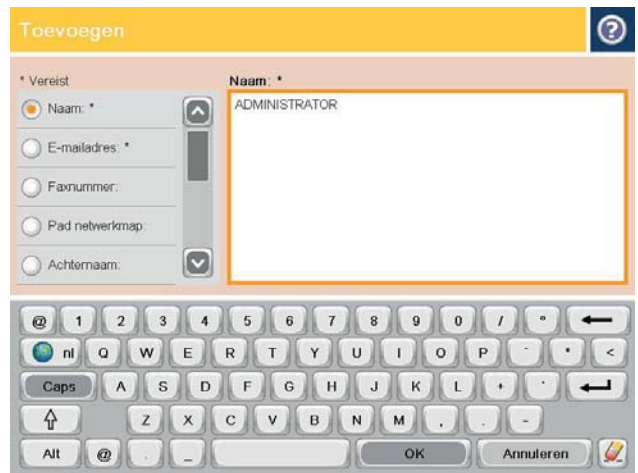 Toevoegen
* Vereist
Naam: *
E-mailadres: *
Faxnummer:
Pad netwerkmap:
Achternaam:
Naam: *
ADMINISTRATOR
@ 1 2 3 4 5 6 7 8 9 0 / °
nl Q W E R T Y U I O P ¨ * <
Caps A S D F G H J K L + ´
Z X C V B N M , . -
Alt @ . _ OK Annuleren